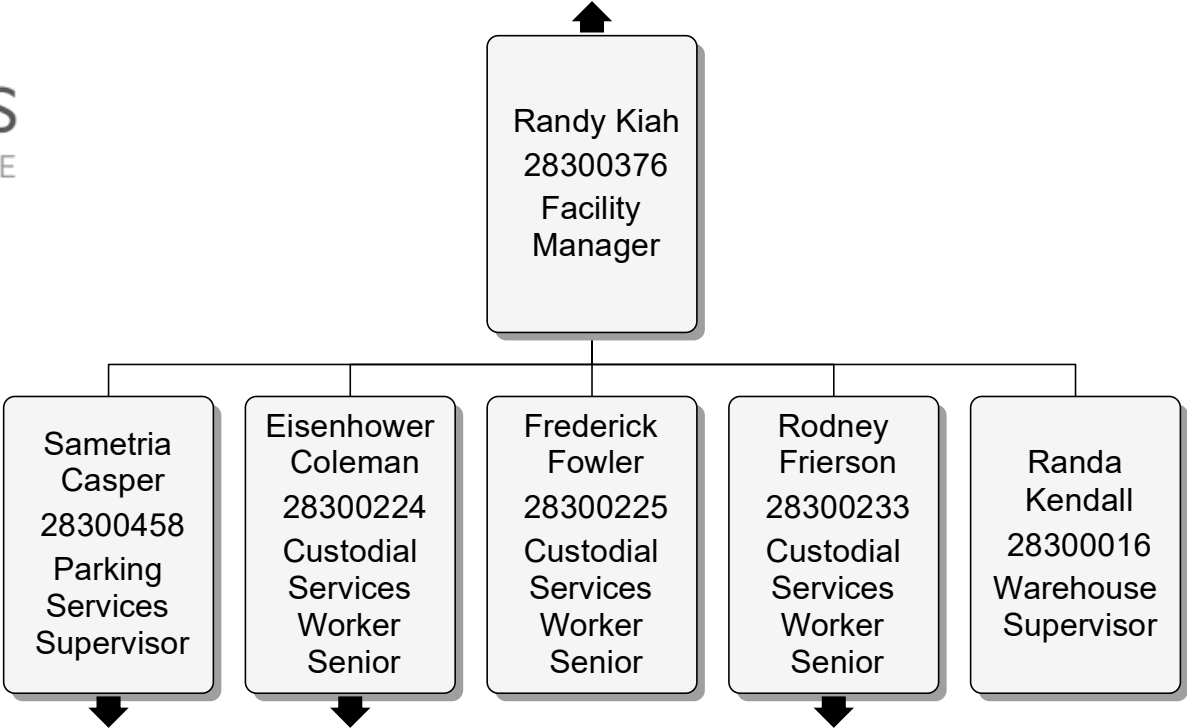 S
E
Randy Kiah
28300376
Facility
Manager
Sametria
Casper
28300458
Parking
Services
Supervisor
Eisenhower
Coleman
28300224
Custodial
Services
Worker
Senior
Frederick
Fowler
28300225
Custodial
Services
Worker
Senior
Rodney
Frierson
28300233
Custodial
Services
Worker
Senior
Randa
Kendall
28300016
Warehouse
Supervisor